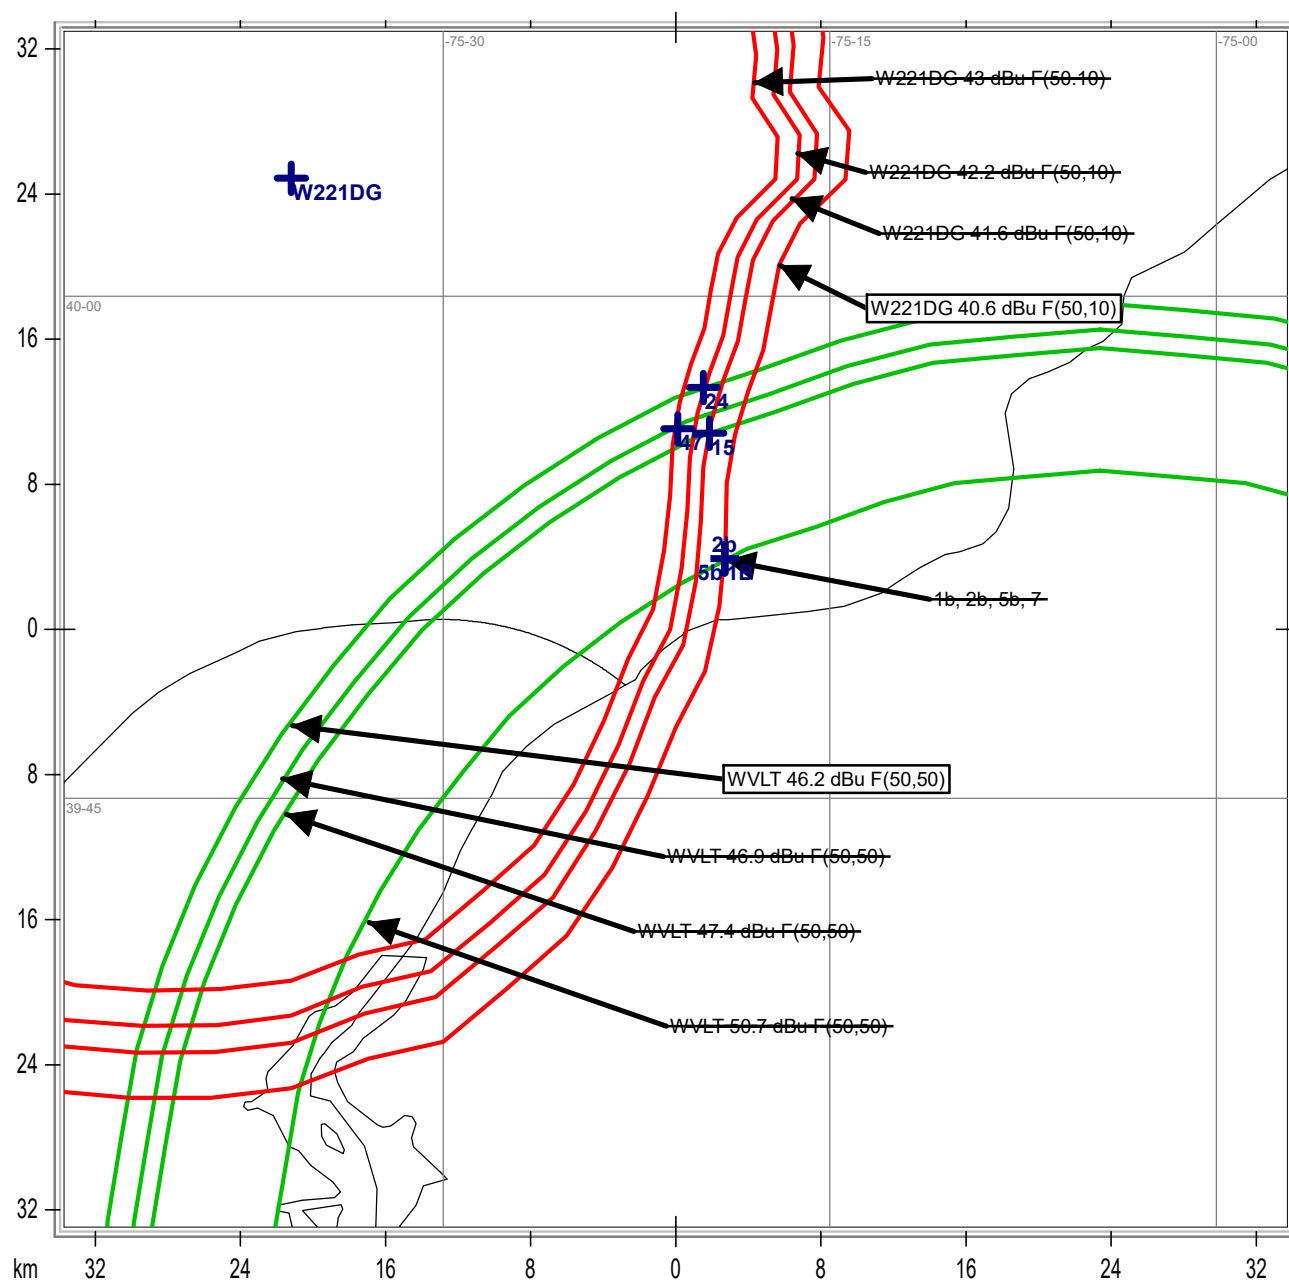 32
-75-30
-75-15
-75-00
W221DG 43 dBu F(50.10)
W221DG 42.2 dBu F(50,10)
W221DG
24
W221DG 41.6 dBu F(50,10)
40-00
W221DG 40.6 dBu F(50,10)
16
24
47
15
8
2b
5b
1b, 2b, 5b, 7
0
WVLT 46.2 dBu F(50,50)
8
39-45
WVLT 46.9 dBu F(50,50)
16
WVLT 47.4 dBu F(50,50)
WVLT 50.7 dBu F(50,50)
24
32
km 32 24 16 8 0 8 16 24 32